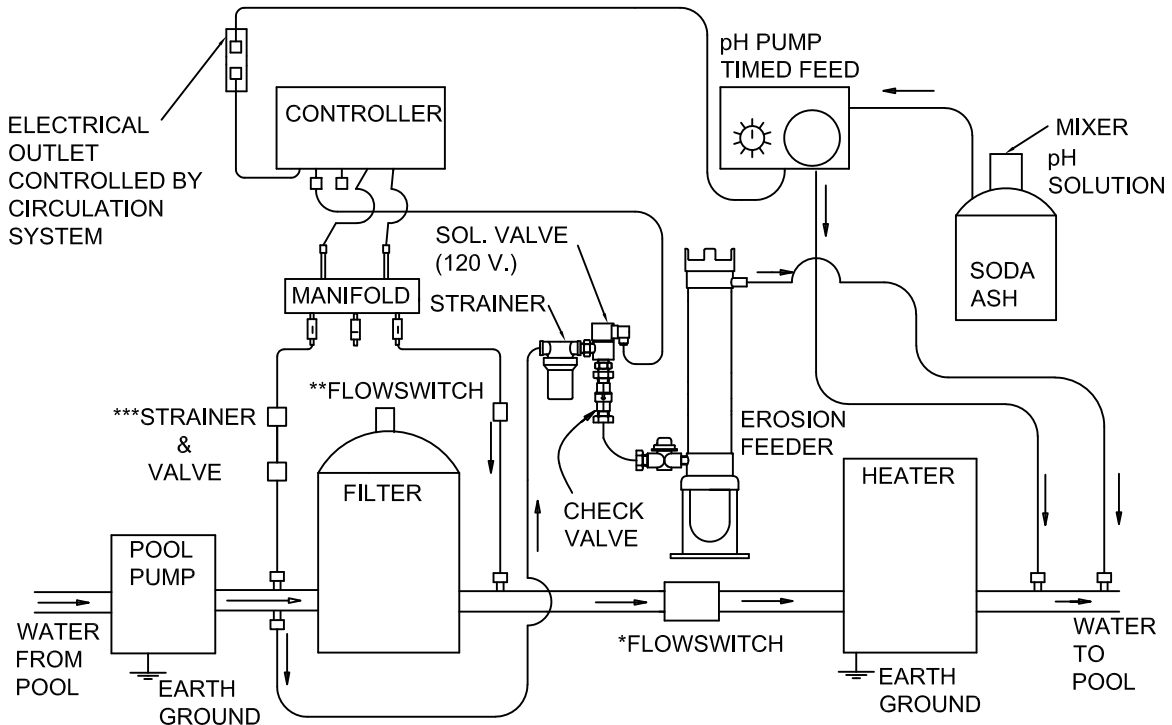 pH PUMP
TIMED FEED
CONTROLLER
ELECTRICAL
OUTLET
CONTROLLED BY
CIRCULATION
SYSTEM
MIXER
pH
SOLUTION
SODA
ASH
SOL. VALVE
(120 V.)
MANIFOLD
STRAINER
**FLOWSWITCH
***STRAINER
&
VALVE
EROSION
FEEDER
FILTER
HEATER
CHECK
VALVE
POOL
PUMP
WATER
FROM
POOL
EARTH
GROUND
*FLOWSWITCH
EARTH
GROUND
WATER
TO
POOL